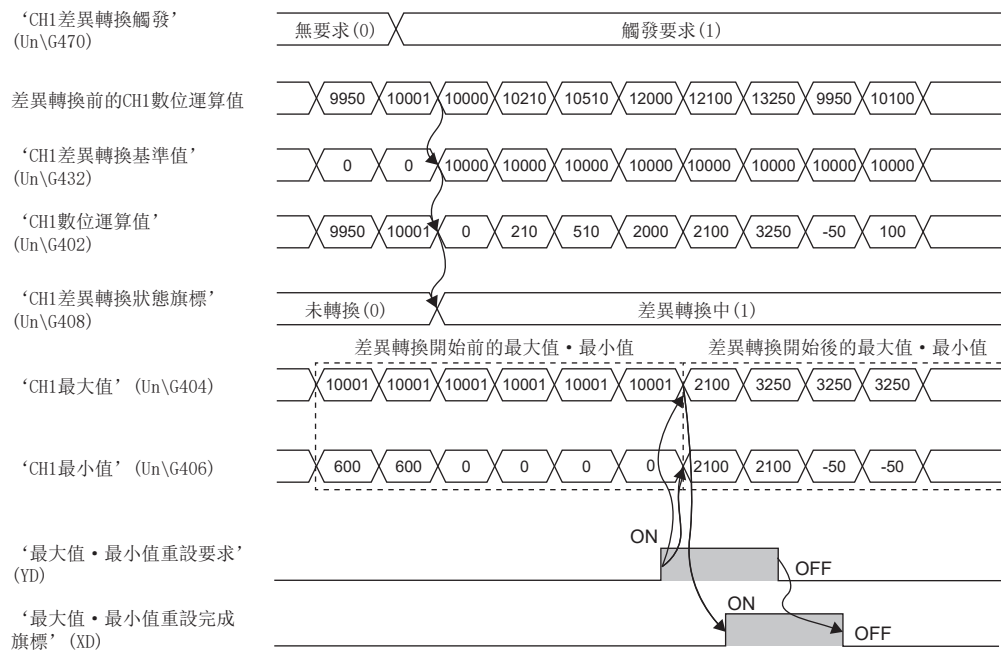 ‘CH1差異轉換觸發’
(Un\G470)
無要求(0) 觸發要求(1)
差異轉換前的CH1數位運算值
9950 10001 10000 10210 10510 12000 12100 13250 9950 10100
‘CH1差異轉換基準值’
(Un\G432)
0 0 10000 10000 10000 10000 10000 10000 10000 10000
‘CH1數位運算值’
(Un\G402)
9950 10001 0 210 510 2000 2100 3250 -50 100
‘CH1差異轉換狀態旗標’
(Un\G408)
未轉換(0) 差異轉換中(1)
差異轉換開始前的最大值・最小值 差異轉換開始後的最大值・最小值
‘CH1最大值’(Un\G404)
10001 10001 10001 10001 10001 10001 2100 3250 3250 3250
‘CH1最小值’(Un\G406)
600 600 0 0 0 0 2100 2100 -50 -50
‘最大值・最小值重設要求’
(YD)
ON
OFF
‘最大值・最小值重設完成
旗標’(XD)
ON
OFF